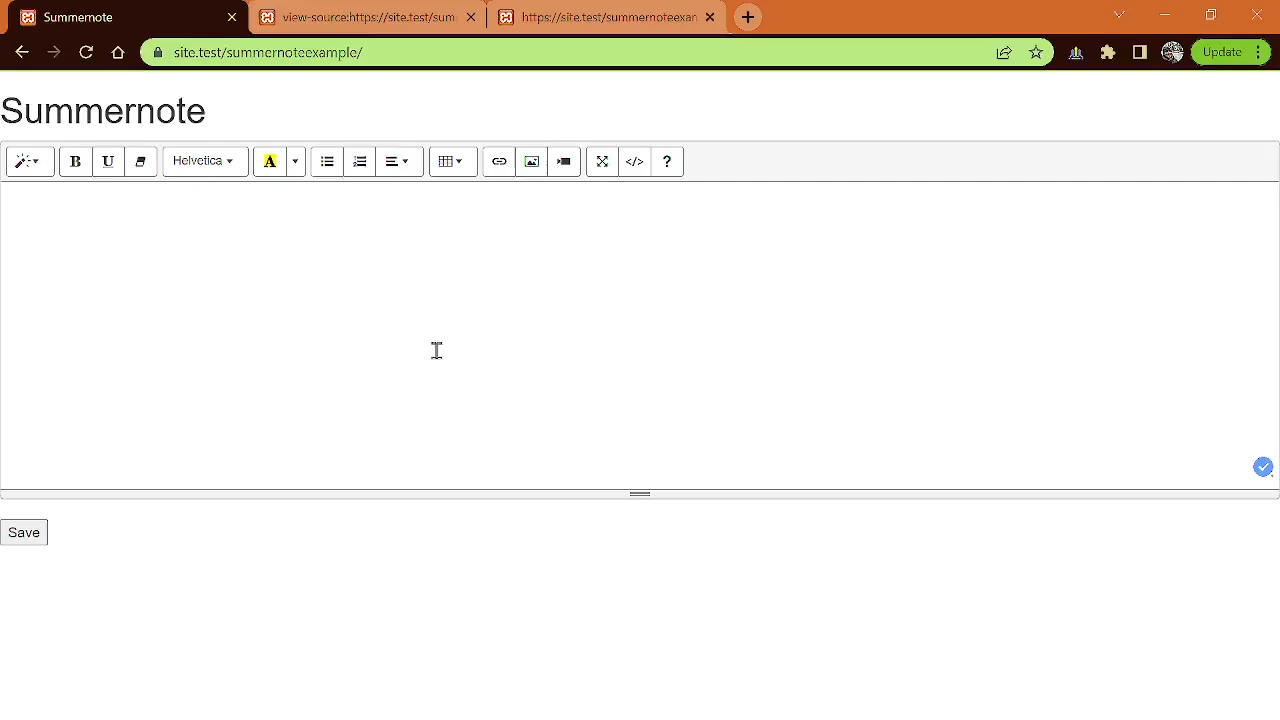 Summernote
view-source:https://site.test/sum
https://site.test/summernoteexan
site.test/summernoteexample/
Update
Summernote
B U Helvetica A </> ?
Save